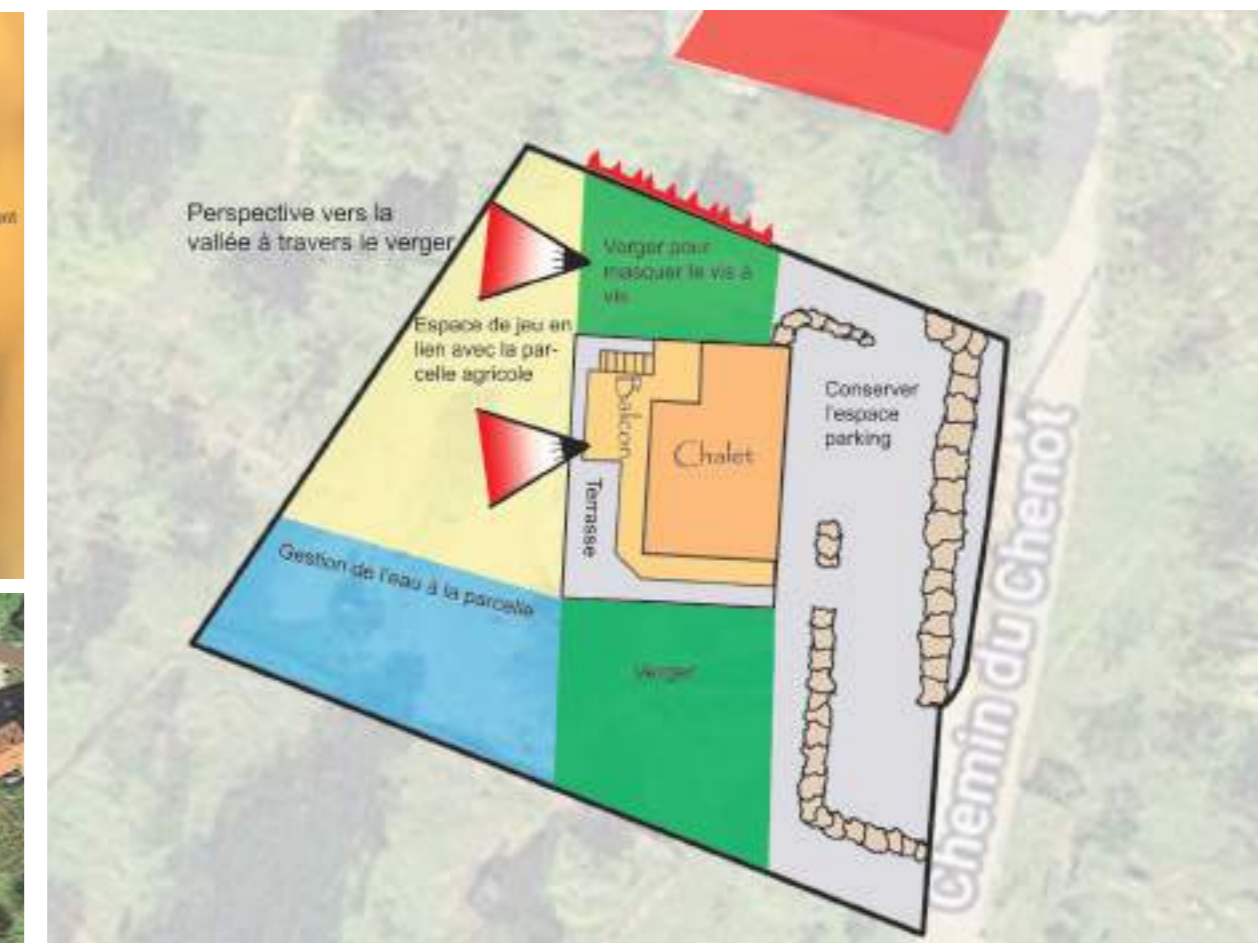 Perspective vers la
vallée à travers le verger
Verger pour
masquer le vis à
vis
Espace de jeu en
lien avec la par-
celle agricole
Conserver
l'espace
parking
Balcon
Chalet
Terrasse
Gestion de l'eau à la parcelle
Verger
Chemin du Chenot